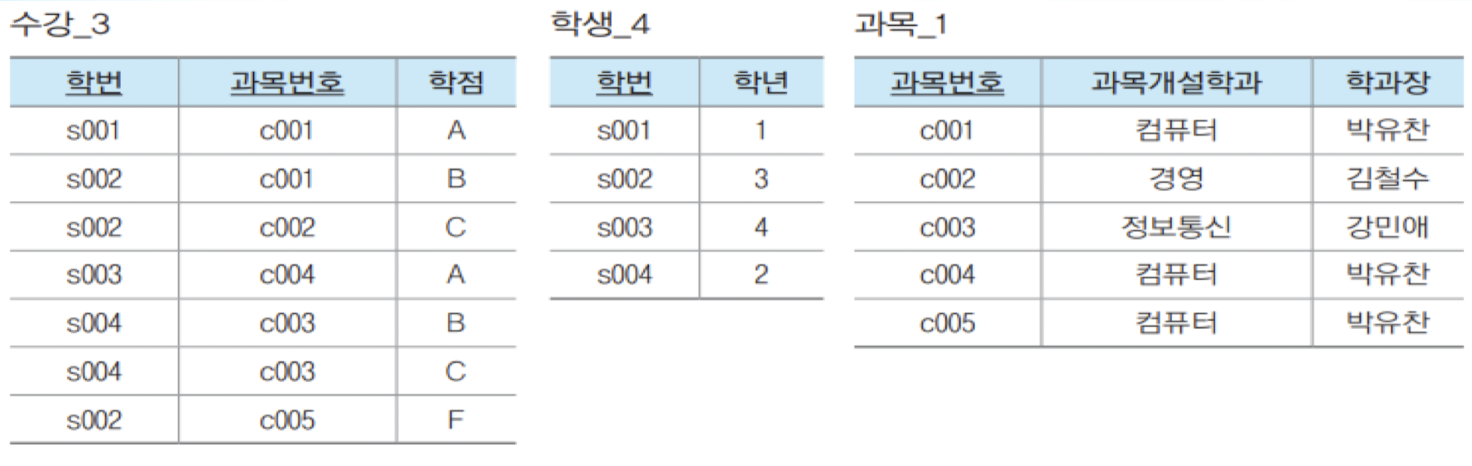 수강_3
학번 과목번호 학점
s001 c001 A
s002 c001 B
s002 c002 C
s003 c004 A
s004 c003 B
s004 c003 C
s002 c005 F
학생_4
학번 학년
s001 1
s002 3
s003 4
s004 2
과목_1
과목번호 과목개설학과 학과장
c001 컴퓨터 박유찬
c002 경영 김철수
c003 정보통신 강민애
c004 컴퓨터 박유찬
c005 컴퓨터 박유찬